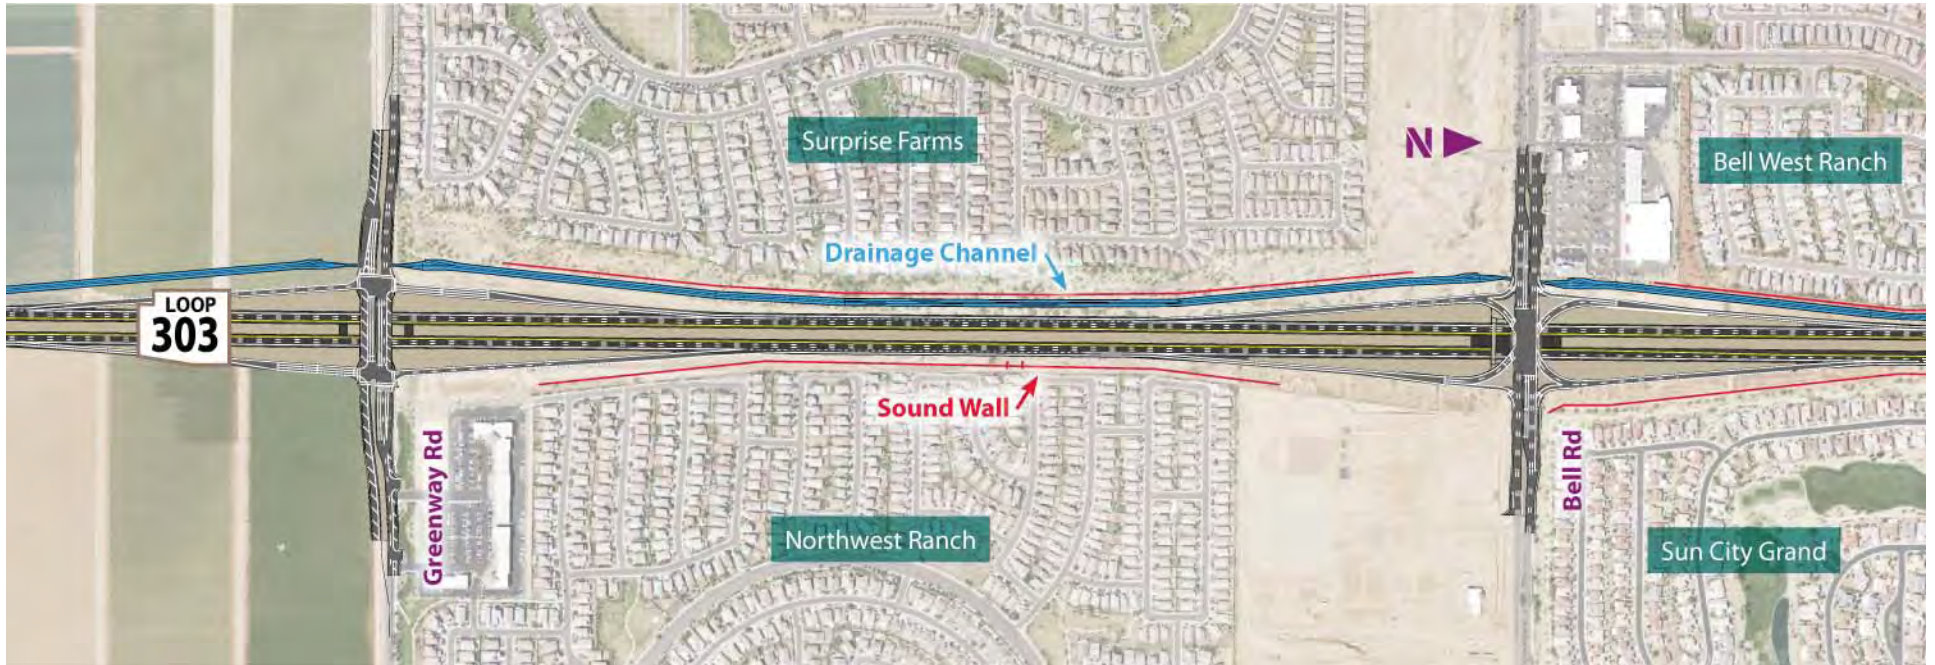 Surprise Farms
N
Bell West Ranch
Drainage Channel
LOOP
303
Sound Wall
Greenway Rd
Bell Rd
Northwest Ranch
Sun City Grand